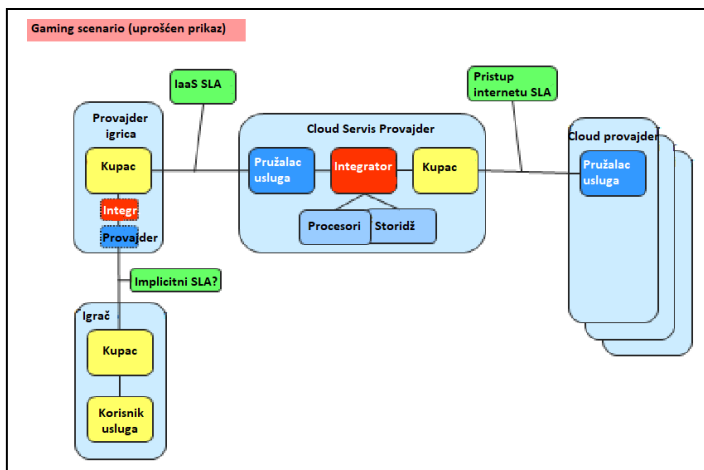 Gaming scenario (uprošćen prikaz)
IaaS SLA
Pristup
internetu SLA
Provajder
igrica
Kupac
Integr
Provajder
Implicitni SLA?
Igrač
Kupac
Korisnik
usluga
Cloud Servis Provajder
Pružalac
usluga
Integrator
Kupac
Procesori
Storidž
Cloud provajder
Pružalac
usluga